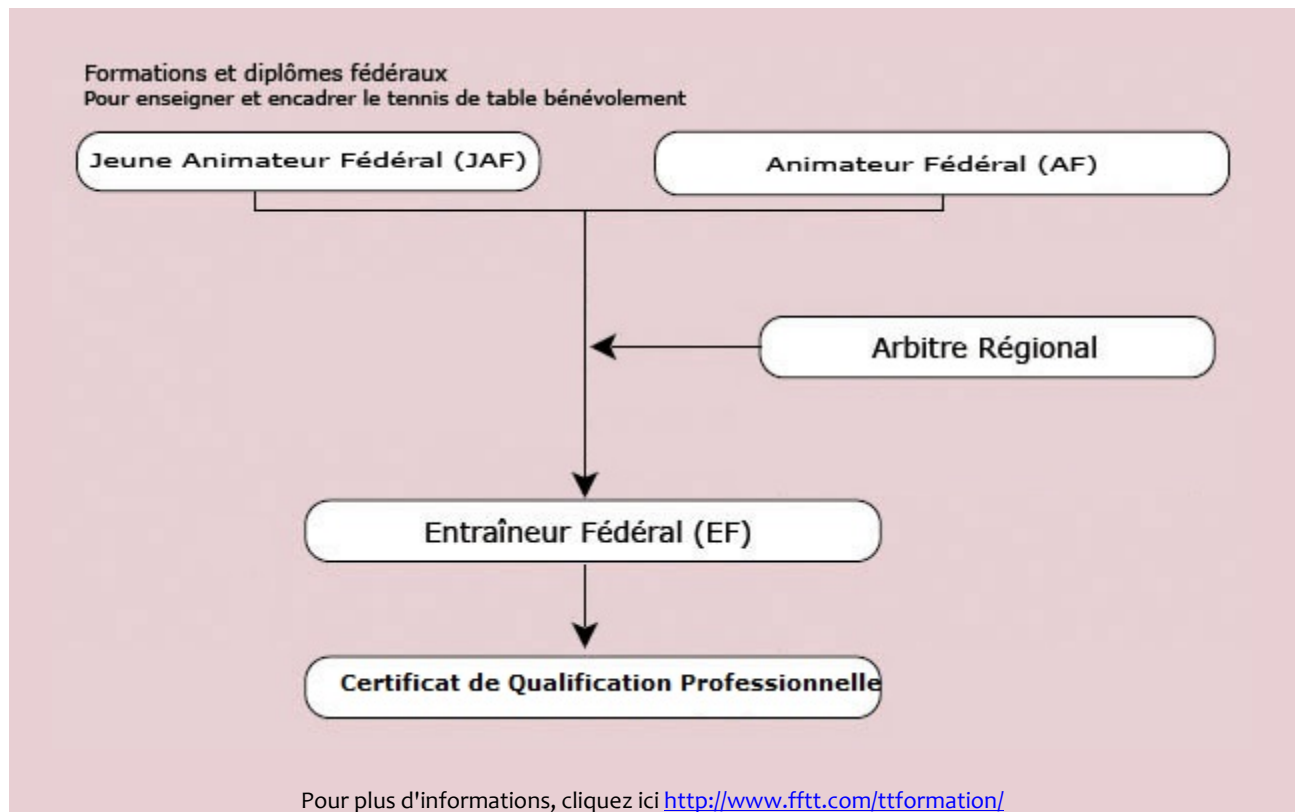 Formations et diplômes fédéraux
Pour enseigner et encadrer le tennis de table bénévolement
Jeune Animateur Fédéral (JAF)
Animateur Fédéral (AF)
Arbitre Régional
Entraîneur Fédéral (EF)
Certificat de Qualification Professionnelle
Pour plus d'informations, cliquez ici http://www.fftt.com/ttformation/